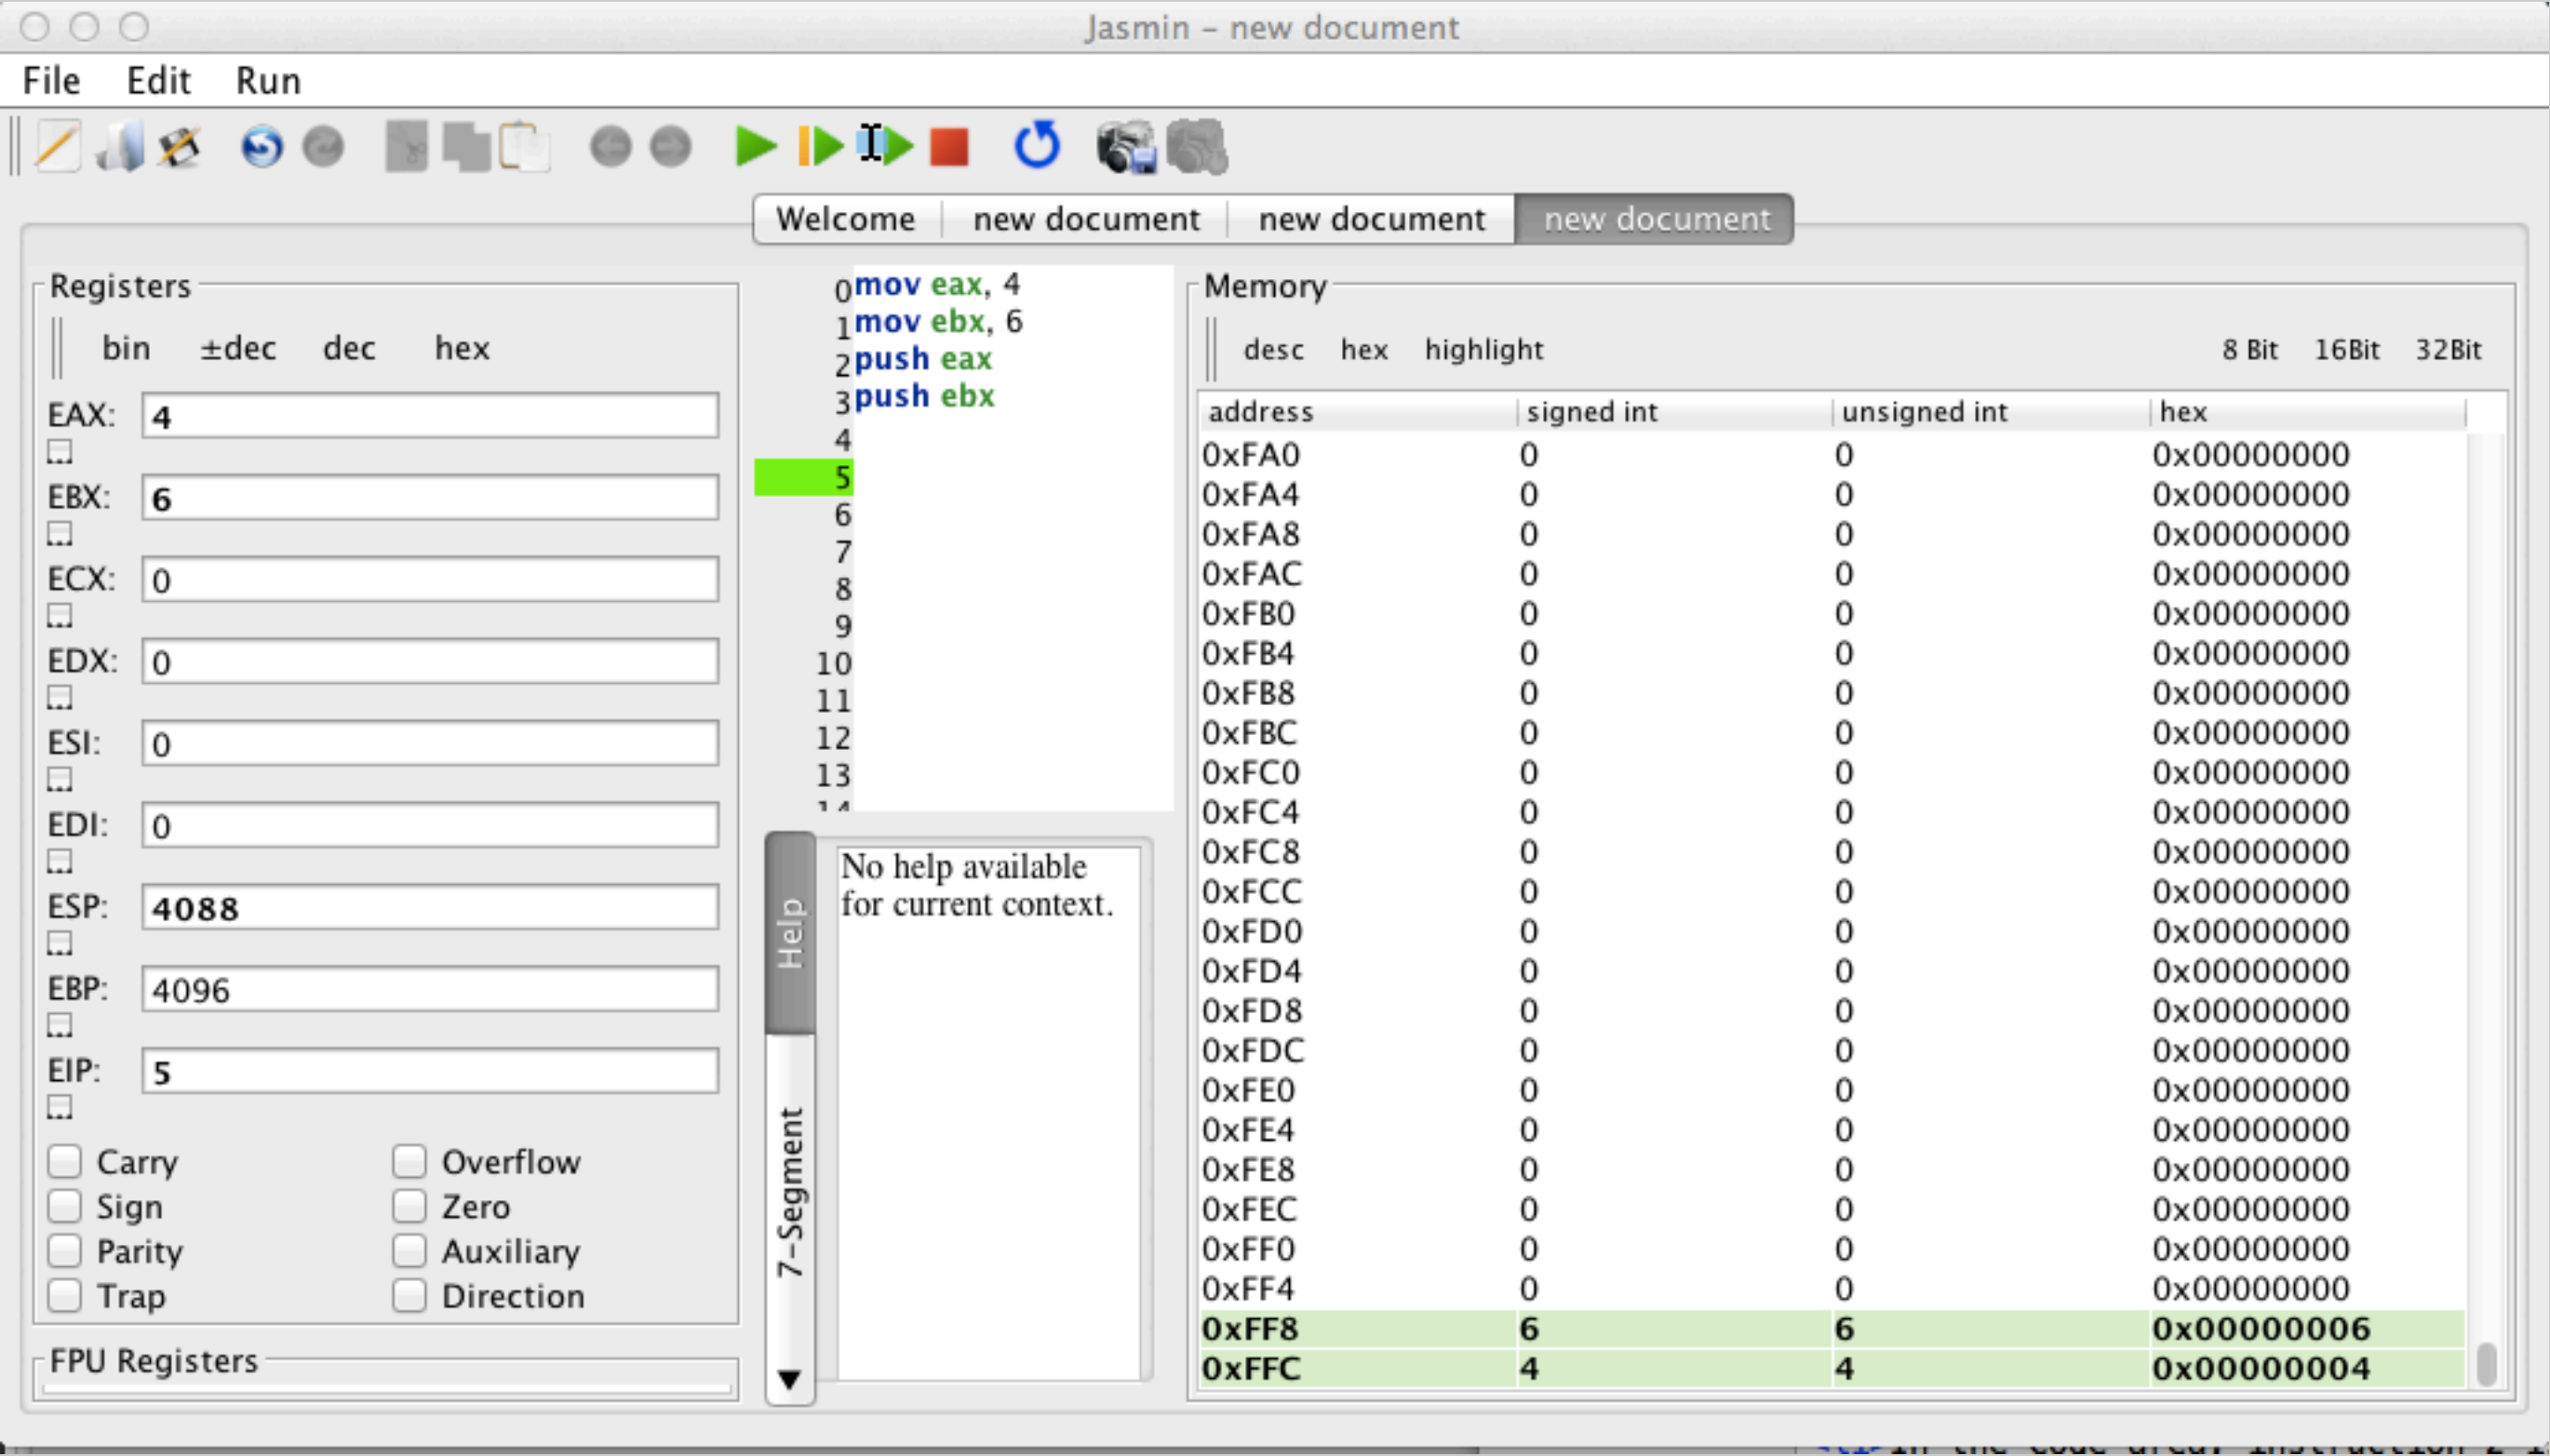 Jasmin – new document
File Edit Run
Welcome new document new document new document
Registers
bin ±dec dec hex
EAX: 4
EBX: 6
ECX: 0
EDX: 0
ESI: 0
EDI: 0
ESP: 4088
EBP: 4096
EIP: 5
Carry Overflow
Sign Zero
Parity Auxiliary
Trap Direction
FPU Registers
0 mov eax, 4
1 mov ebx, 6
2 push eax
3 push ebx
4
5
6
7
8
9
10
11
12
13
14
Help
7-Segment
No help available
for current context.
Memory
desc hex highlight 8 Bit 16Bit 32Bit
address signed int unsigned int hex
0xFA0 0 0 0x00000000
0xFA4 0 0 0x00000000
0xFA8 0 0 0x00000000
0xFAC 0 0 0x00000000
0xFB0 0 0 0x00000000
0xFB4 0 0 0x00000000
0xFB8 0 0 0x00000000
0xFBC 0 0 0x00000000
0xFC0 0 0 0x00000000
0xFC4 0 0 0x00000000
0xFC8 0 0 0x00000000
0xFCC 0 0 0x00000000
0xFD0 0 0 0x00000000
0xFD4 0 0 0x00000000
0xFD8 0 0 0x00000000
0xFDC 0 0 0x00000000
0xFE0 0 0 0x00000000
0xFE4 0 0 0x00000000
0xFE8 0 0 0x00000000
0xFEC 0 0 0x00000000
0xFF0 0 0 0x00000000
0xFF4 0 0 0x00000000
0xFF8 6 6 0x00000006
0xFFC 4 4 0x00000004